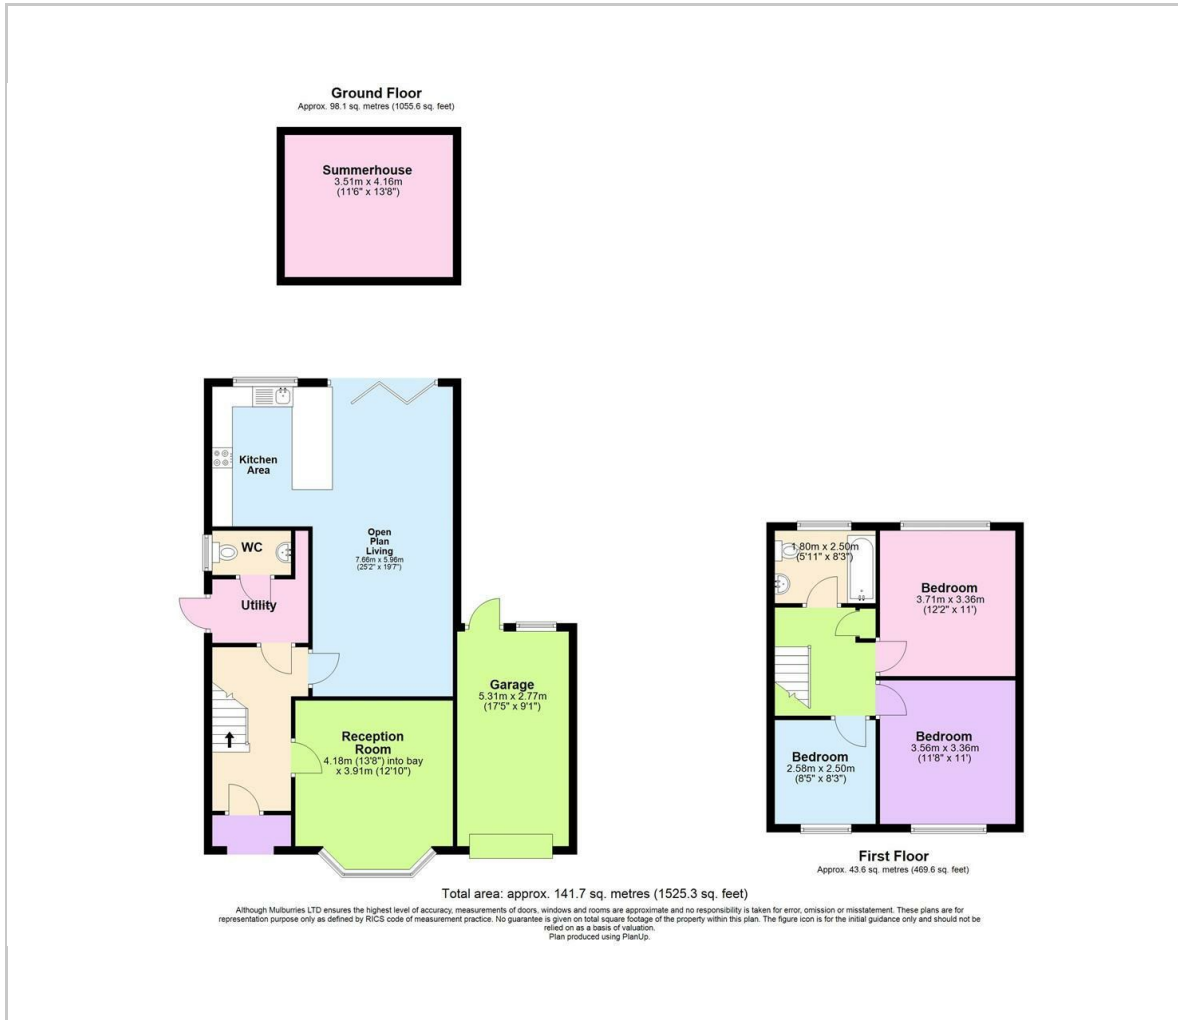 Ground Floor
Approx. 98.1 sq. metres (1055.6 sq. feet)
Summerhouse
3.51m x 4.16m
(11'6" x 13'8")
Kitchen
Area
Open
Plan
Living
7.66m x 5.96m
(25'2" x 19'7")
WC
Utility
Garage
5.31m x 2.77m
(17'5" x 9'1")
Reception
Room
4.18m (13'8") into bay
x 3.91m (12'10")
1.80m x 2.50m
(5'11" x 8'3")
Bedroom
3.71m x 3.36m
(12'2" x 11')
Bedroom
3.56m x 3.36m
(11'8" x 11')
Bedroom
2.58m x 2.50m
(8'5" x 8'3")
First Floor
Approx. 43.6 sq. metres (469.6 sq. feet)
Total area: approx. 141.7 sq. metres (1525.3 sq. feet)
Although Mulburries LTD ensures the highest level of accuracy, measurements of doors, windows and rooms are approximate and no responsibility is taken for error, omission or misstatement. These plans are for
representation purpose only as defined by RICS code of measurement practice. No guarantee is given on total square footage of the property within this plan. The figure icon is for the initial guidance only and should not be
relied on as a basis of valuation.
Plan produced using PlanUp.